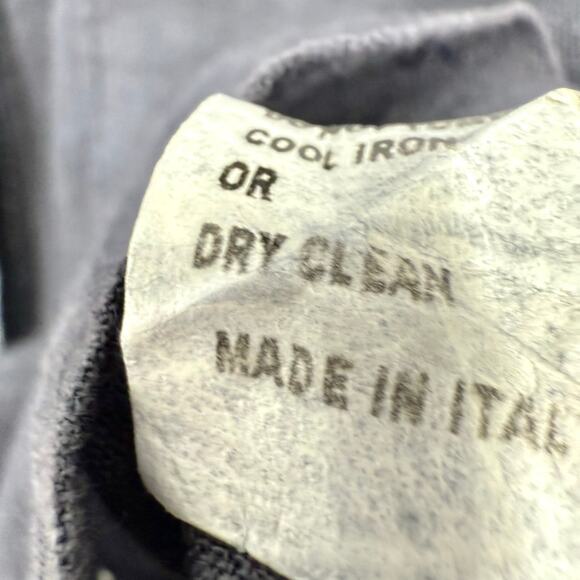 COOL IRON
OR
DRY CLEAN
MADE IN ITAL